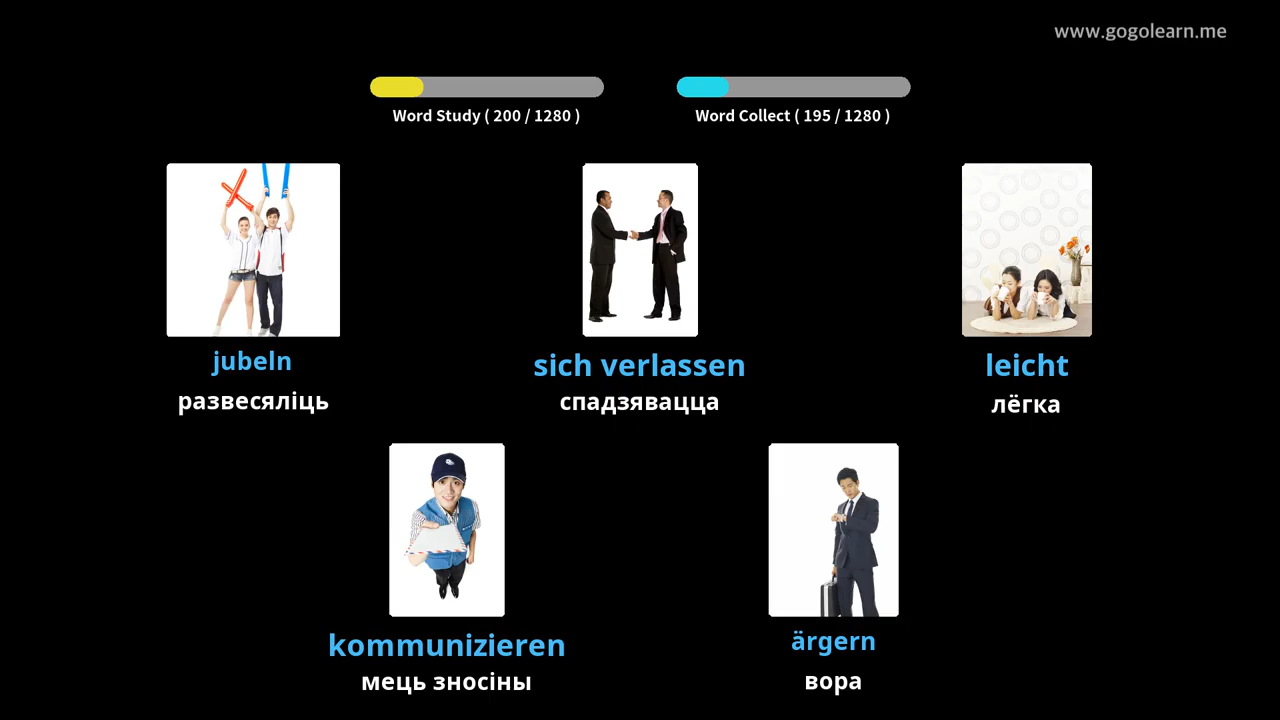 www.gogolearn.me
Word Study ( 200 / 1280 )
Word Collect ( 195 / 1280 )
jubeln
развесяліць
sich verlassen
спадзявацца
leicht
лёгка
kommunizieren
мець зносіны
ärgern
вора